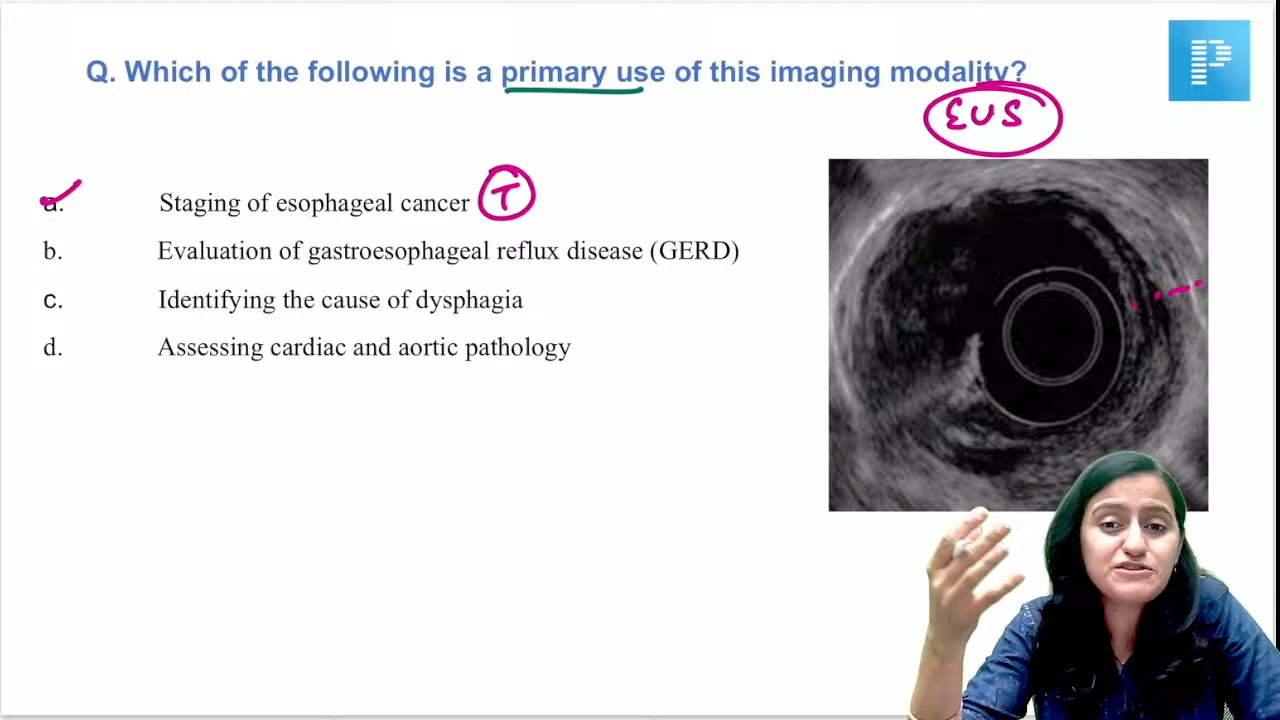 Q. Which of the following is a primary use of this imaging modality?
EUS
a. Staging of esophageal cancer T
b. Evaluation of gastroesophageal reflux disease (GERD)
c. Identifying the cause of dysphagia
d. Assessing cardiac and aortic pathology
P